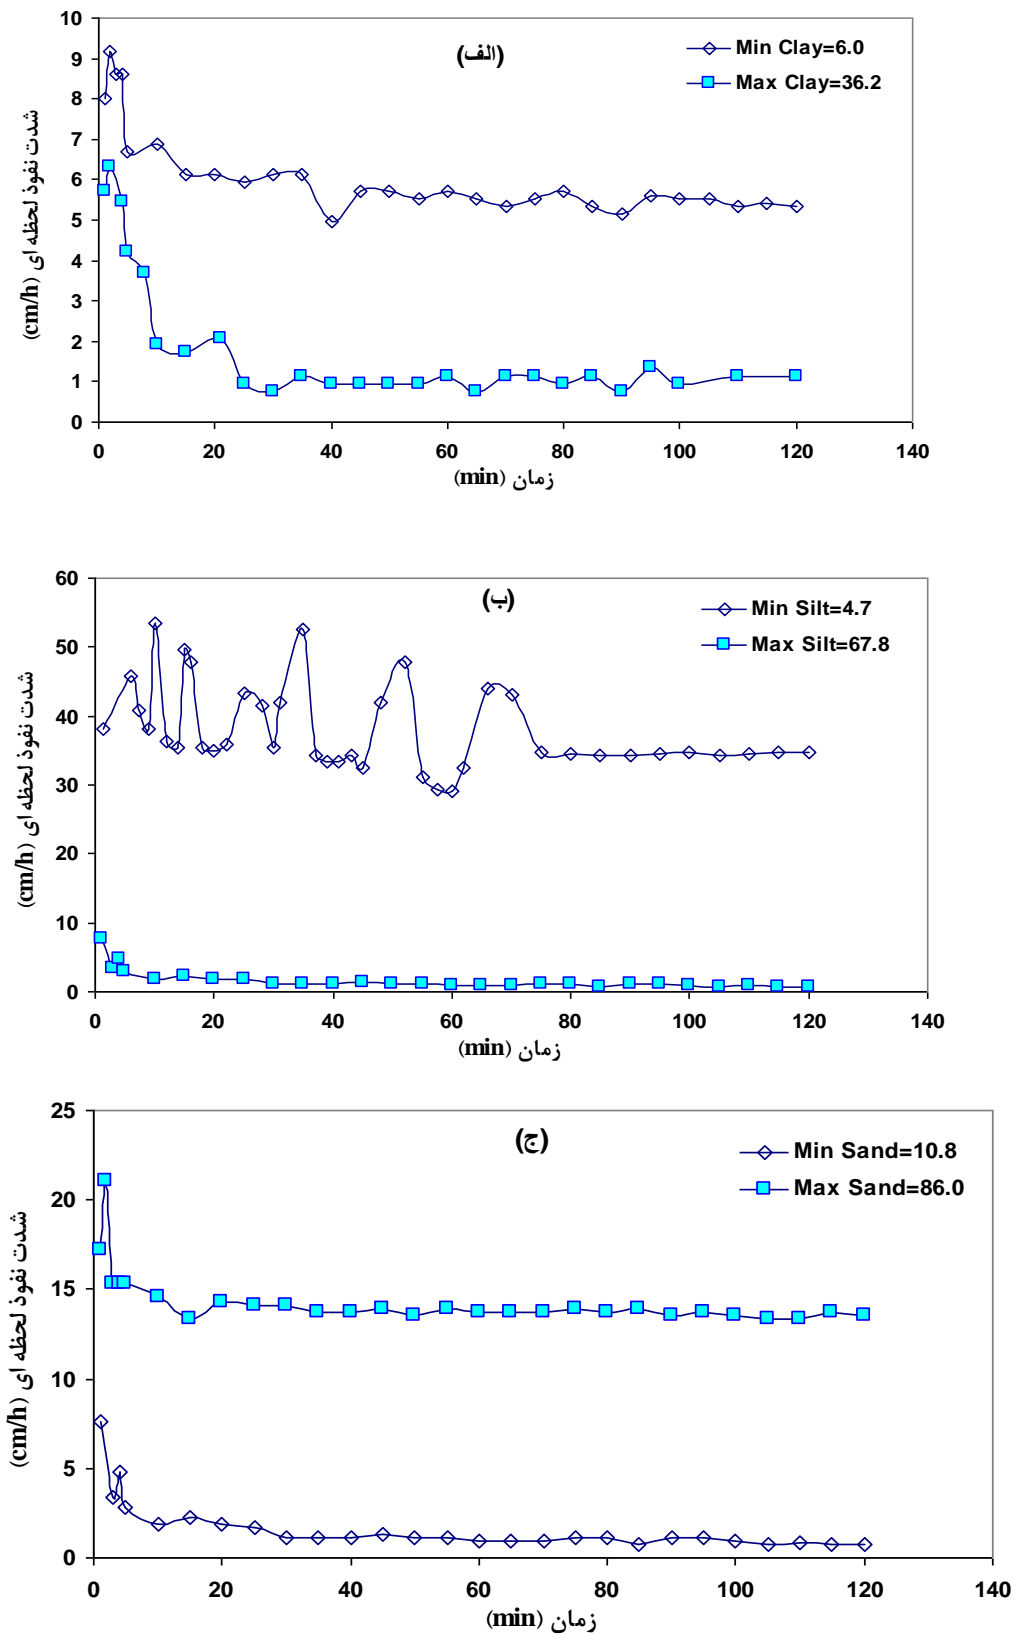 (الف)
Min Clay=6.0
Max Clay=36.2
شدت نفوذ لحظه ای (cm/h)
10
9
8
7
6
5
4
3
2
1
0
0 20 40 60 80 100 120 140
زمان (min)
(ب)
Min Silt=4.7
Max Silt=67.8
شدت نفوذ لحظه ای (cm/h)
60
50
40
30
20
10
0
0 20 40 60 80 100 120 140
زمان (min)
(ج)
Min Sand=10.8
Max Sand=86.0
شدت نفوذ لحظه ای (cm/h)
25
20
15
10
5
0
0 20 40 60 80 100 120 140
زمان (min)